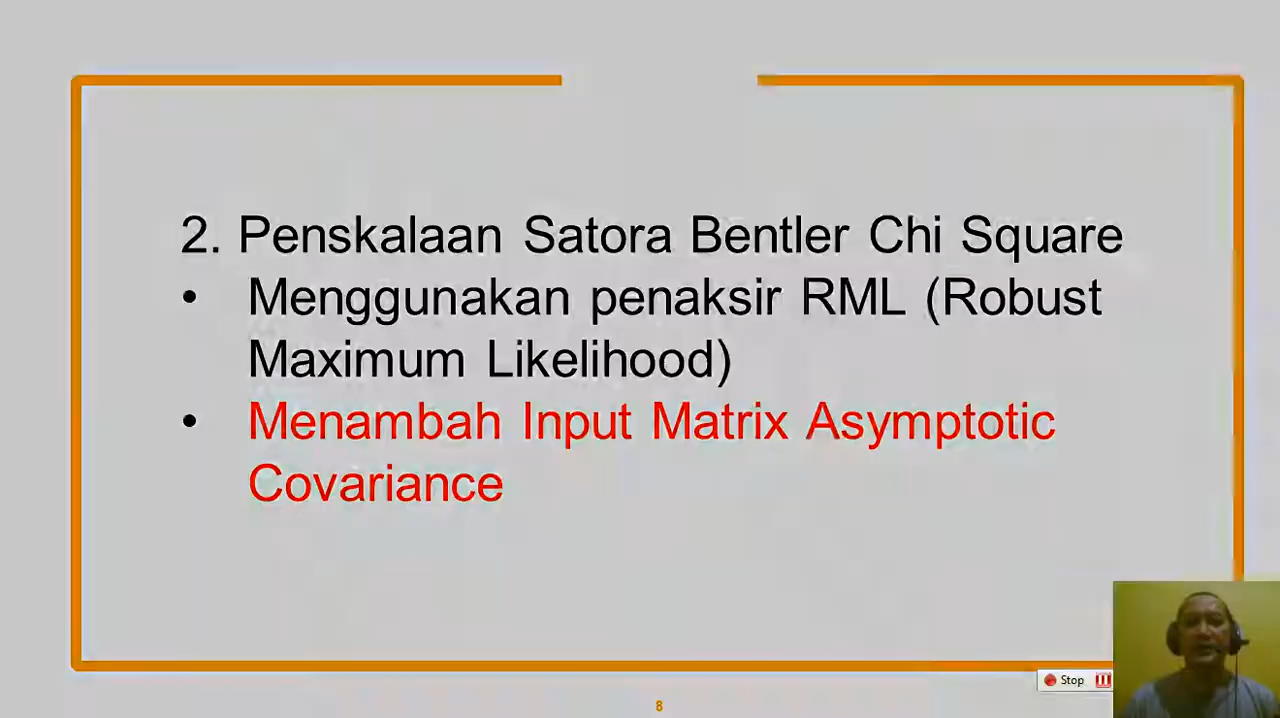 2. Penskalaan Satora Bentler Chi Square
• Menggunakan penaksir RML (Robust
Maximum Likelihood)
• Menambah Input Matrix Asymptotic
Covariance
Stop
8